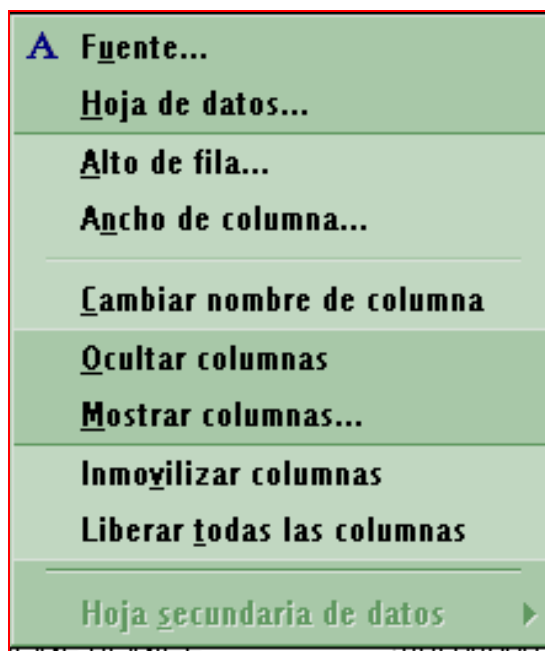 A Fuente...
Hoja de datos...
Alto de fila...
Ancho de columna...
Cambiar nombre de columna
Ocultar columnas
Mostrar columnas...
Inmovilizar columnas
Liberar todas las columnas
Hoja secundaria de datos